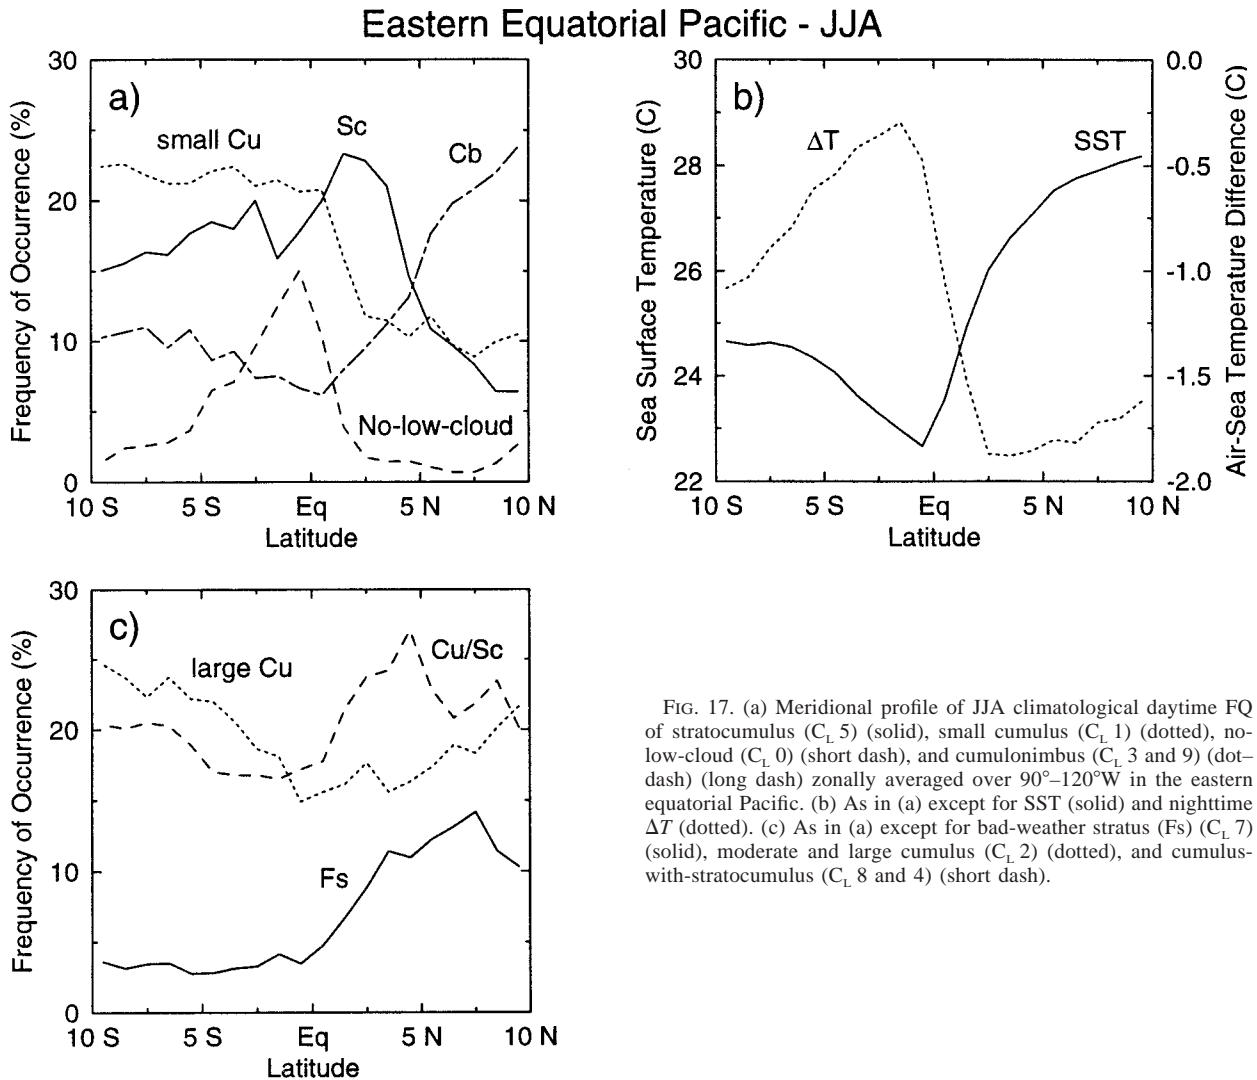 Eastern Equatorial Pacific - JJA
a)
Frequency of Occurrence (%)
30
20
10
0
small Cu
Sc
Cb
No-low-cloud
10 S
5 S
Eq
5 N
10 N
Latitude
b)
Sea Surface Temperature (C)
30
28
26
24
22
ΔT
SST
0.0
-0.5
-1.0
-1.5
-2.0
Air-Sea Temperature Difference (C)
10 S
5 S
Eq
5 N
10 N
Latitude
c)
Frequency of Occurrence (%)
30
20
10
0
large Cu
Cu/Sc
Fs
10 S
5 S
Eq
5 N
10 N
Latitude
FIG. 17. (a) Meridional profile of JJA climatological daytime FQ
of stratocumulus (C_L 5) (solid), small cumulus (C_L 1) (dotted), no-
low-cloud (C_L 0) (short dash), and cumulonimbus (C_L 3 and 9) (dot–
dash) (long dash) zonally averaged over 90°–120°W in the eastern
equatorial Pacific. (b) As in (a) except for SST (solid) and nighttime
ΔT (dotted). (c) As in (a) except for bad-weather stratus (Fs) (C_L 7)
(solid), moderate and large cumulus (C_L 2) (dotted), and cumulus-
with-stratocumulus (C_L 8 and 4) (short dash).